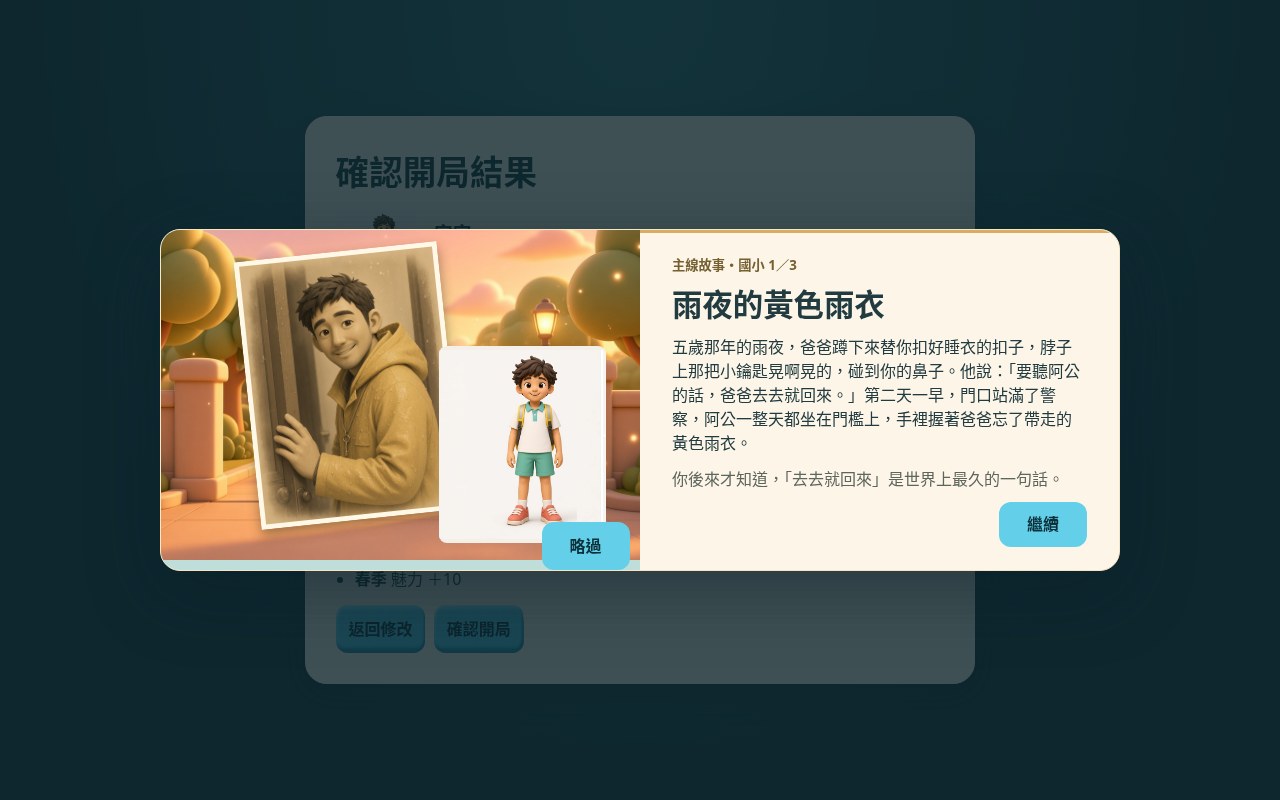 確認開局結果
主線故事・國小 1／3
雨夜的黃色雨衣
五歲那年的雨夜，爸爸蹲下來替你扣好睡衣的扣子，脖子
上那把小鑰匙晃啊晃的，碰到你的鼻子。他說：「要聽阿公
的話，爸爸去去就回來。」第二天一早，門口站滿了警
察，阿公一整天都坐在門檻上，手裡握著爸爸忘了帶走的
黃色雨衣。
你後來才知道，「去去就回來」是世界上最久的一句話。
繼續
略過
春季 魅力 ＋10
返回修改
確認開局